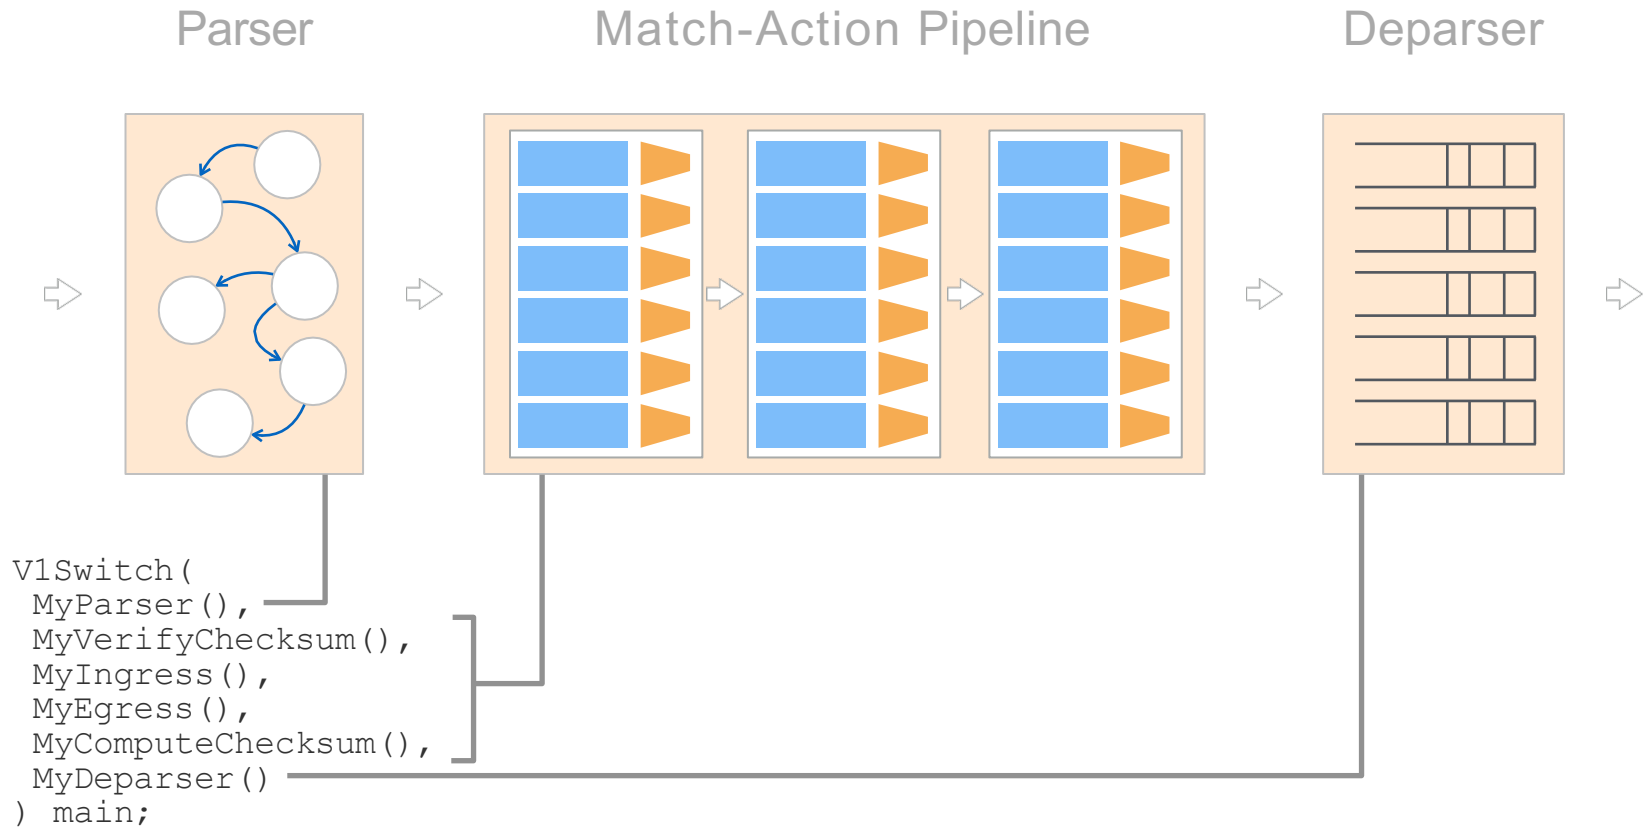 Parser
Match-Action Pipeline
Deparser
V1Switch(
MyParser(),
MyVerifyChecksum(),
MyIngress(),
MyEgress(),
MyComputeChecksum(),
MyDeparser()
) main;